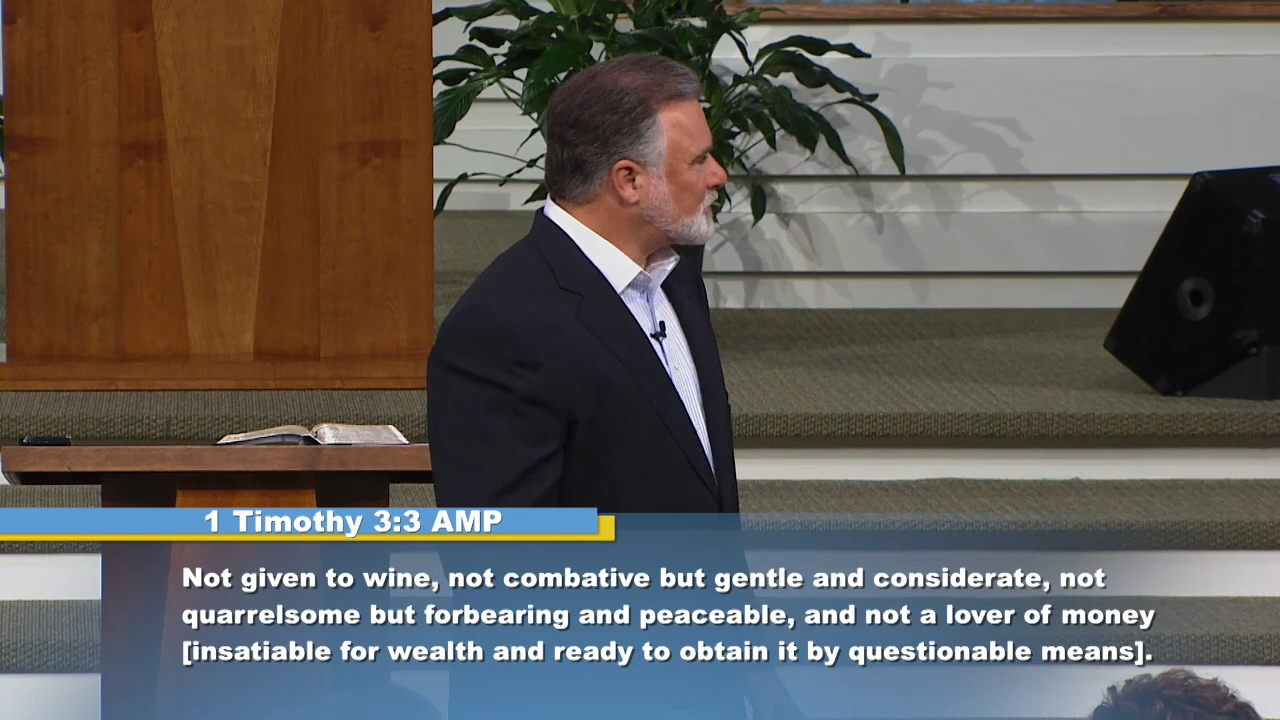 1 Timothy 3:3 AMP
Not given to wine, not combative but gentle and considerate, not
quarrelsome but forbearing and peaceable, and not a lover of money
[insatiable for wealth and ready to obtain it by questionable means].